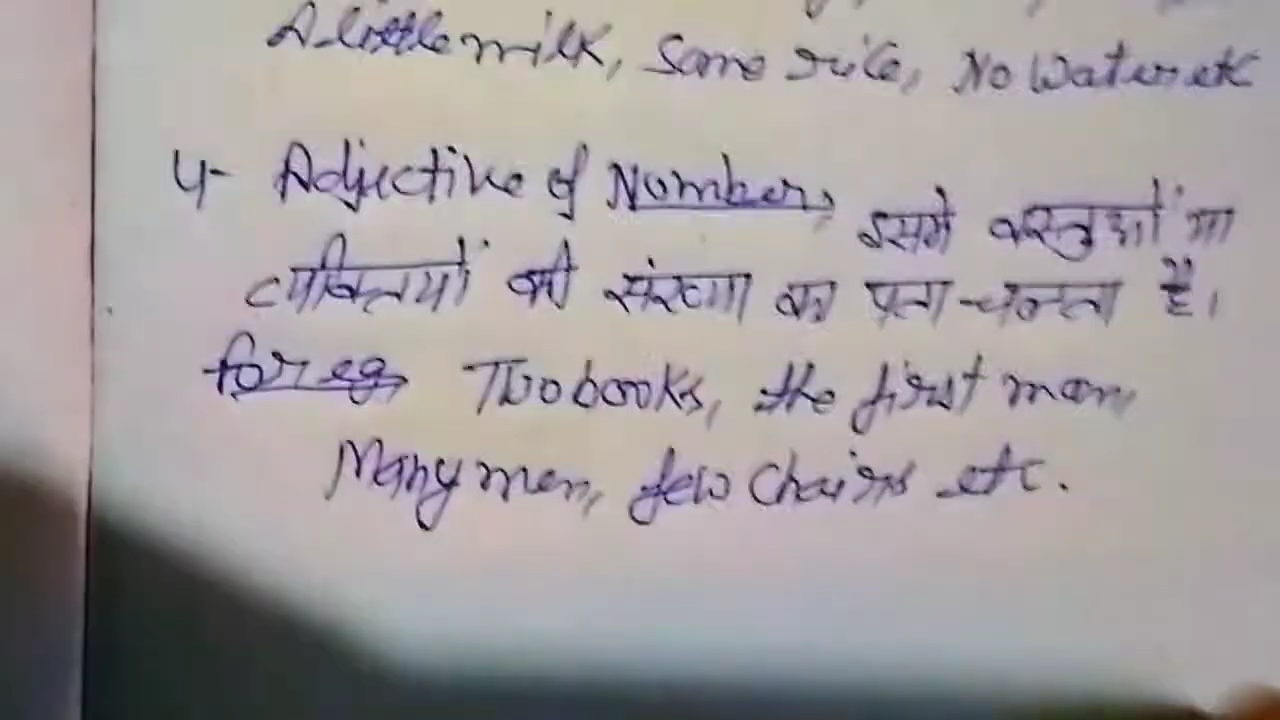 A little milk, Some rice, No Water etc
4- Adjective of Number, इसमे वस्तुओं या
व्यक्तियों की संख्या का पता चलता है।
for eg, Two books, the first man,
Many men, few Chairs etc.